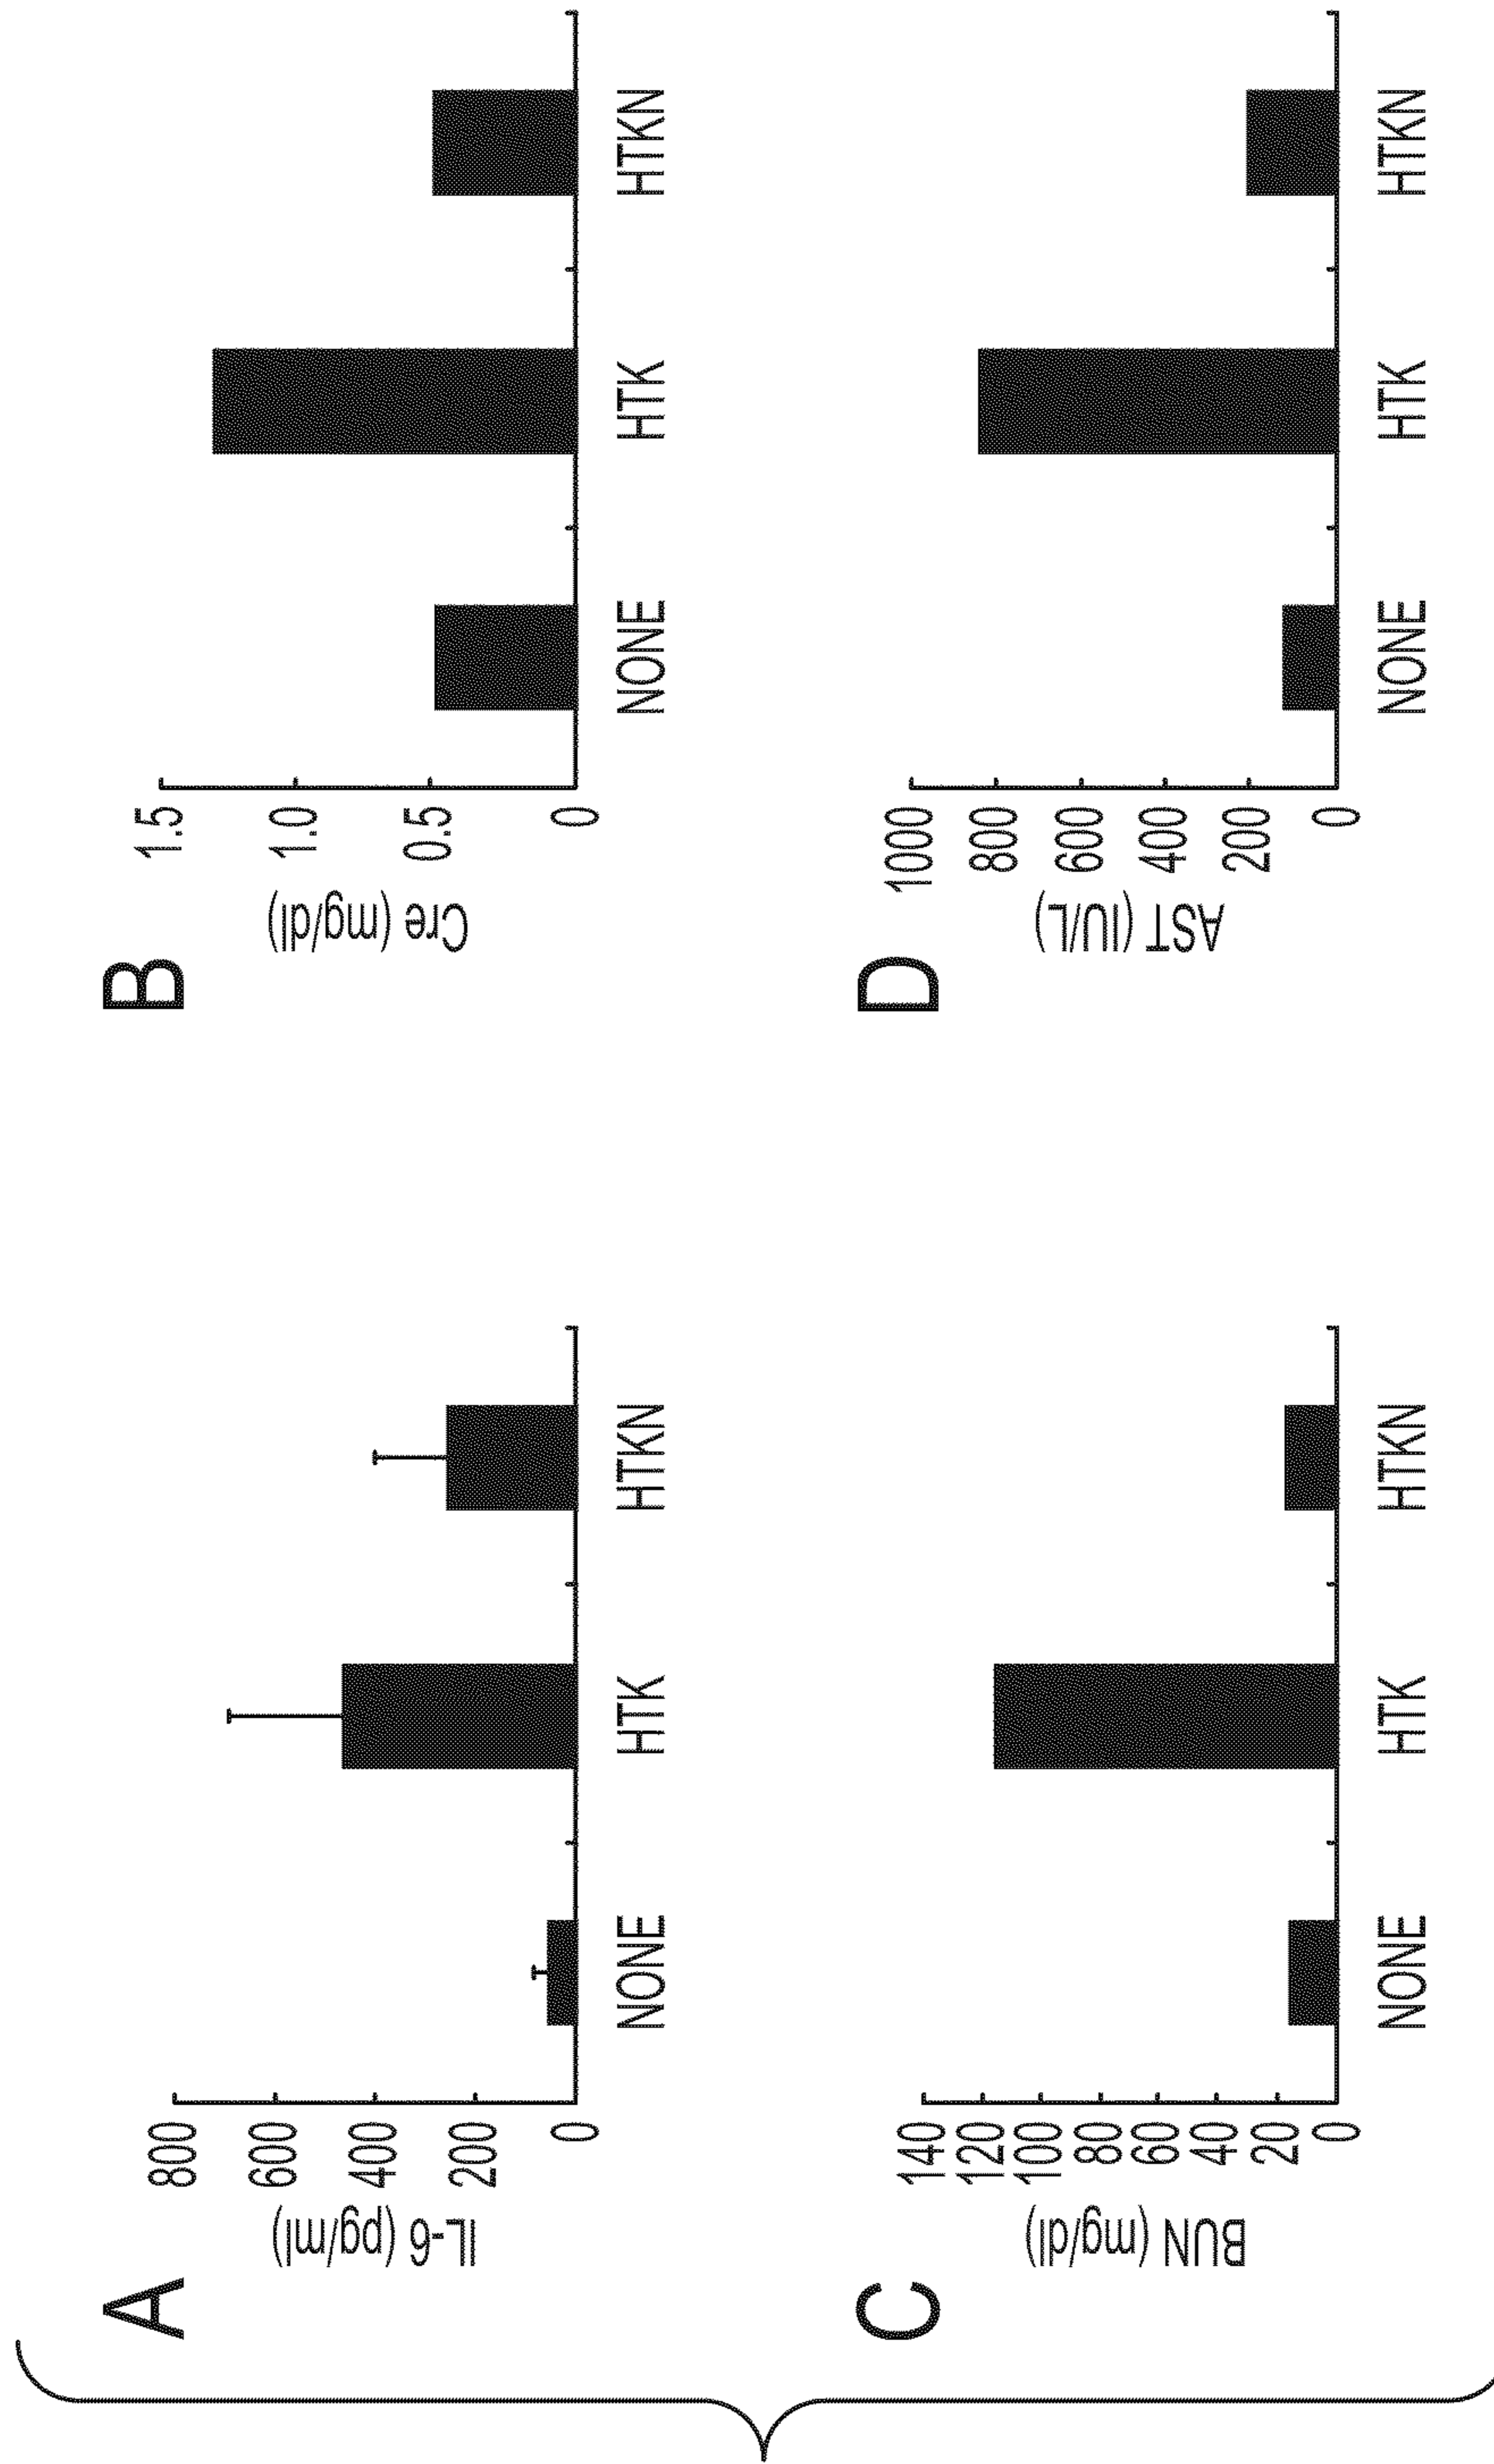 A
IL-6 (pg/ml)
800
600
400
200
0
NONE HTK HTKN
B
Cre (mg/dl)
1.5
1.0
0.5
0
NONE HTK HTKN
C
BUN (mg/dl)
140
120
100
80
60
40
20
0
NONE HTK HTKN
D
AST (IU/L)
1000
800
600
400
200
0
NONE HTK HTKN